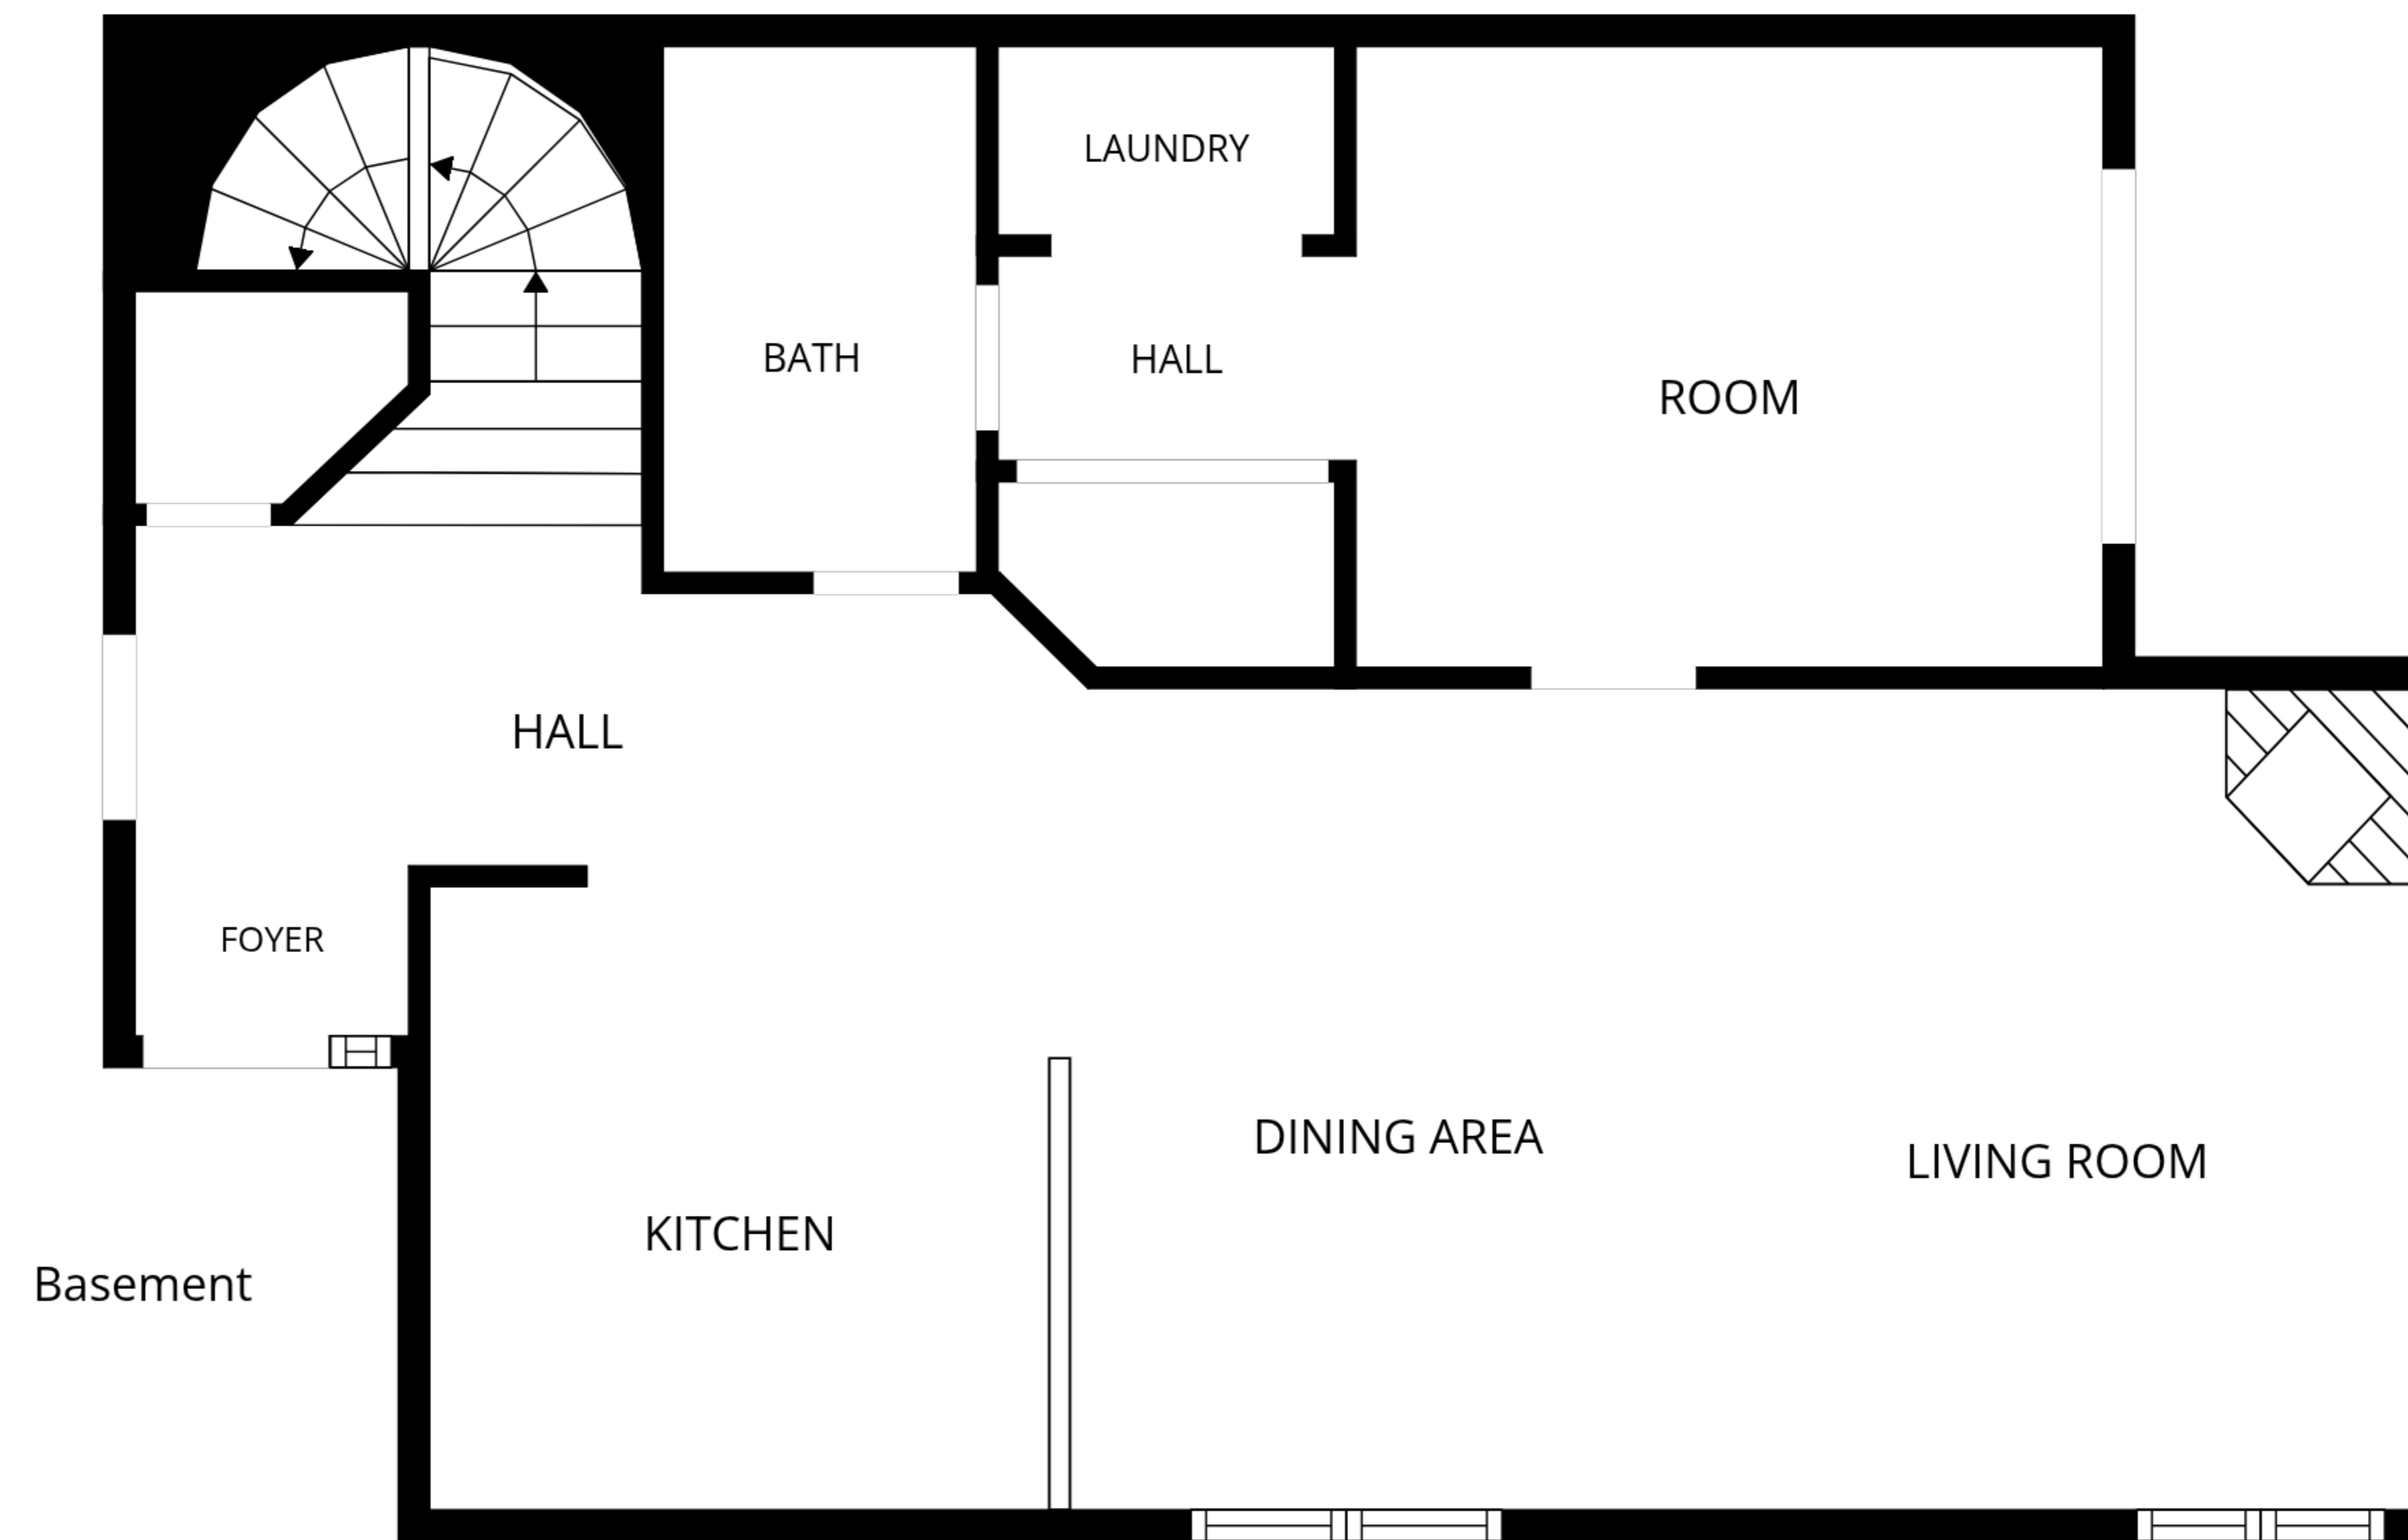 LAUNDRY
BATH
HALL
ROOM
HALL
FOYER
DINING AREA
LIVING ROOM
KITCHEN
Basement